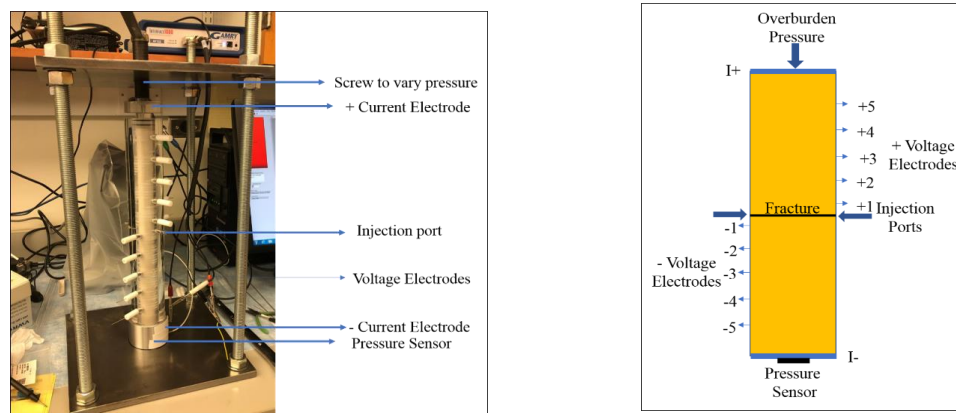 GAMRY
Screw to vary pressure
+ Current Electrode
Injection port
Voltage Electrodes
- Current Electrode
Pressure Sensor
Overburden
Pressure
I+
+5
+4
+3
+ Voltage
Electrodes
+2
+1
Fracture
Injection
Ports
-1
-2
- Voltage
Electrodes
-3
-4
-5
I-
Pressure
Sensor